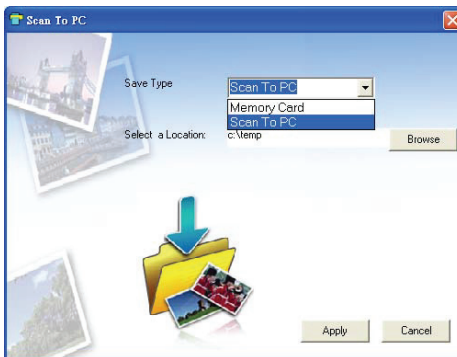 Scan To PC
Save Type
Scan To PC
Memory Card
Scan To PC
Select a Location:
c:\temp
Browse
Apply
Cancel